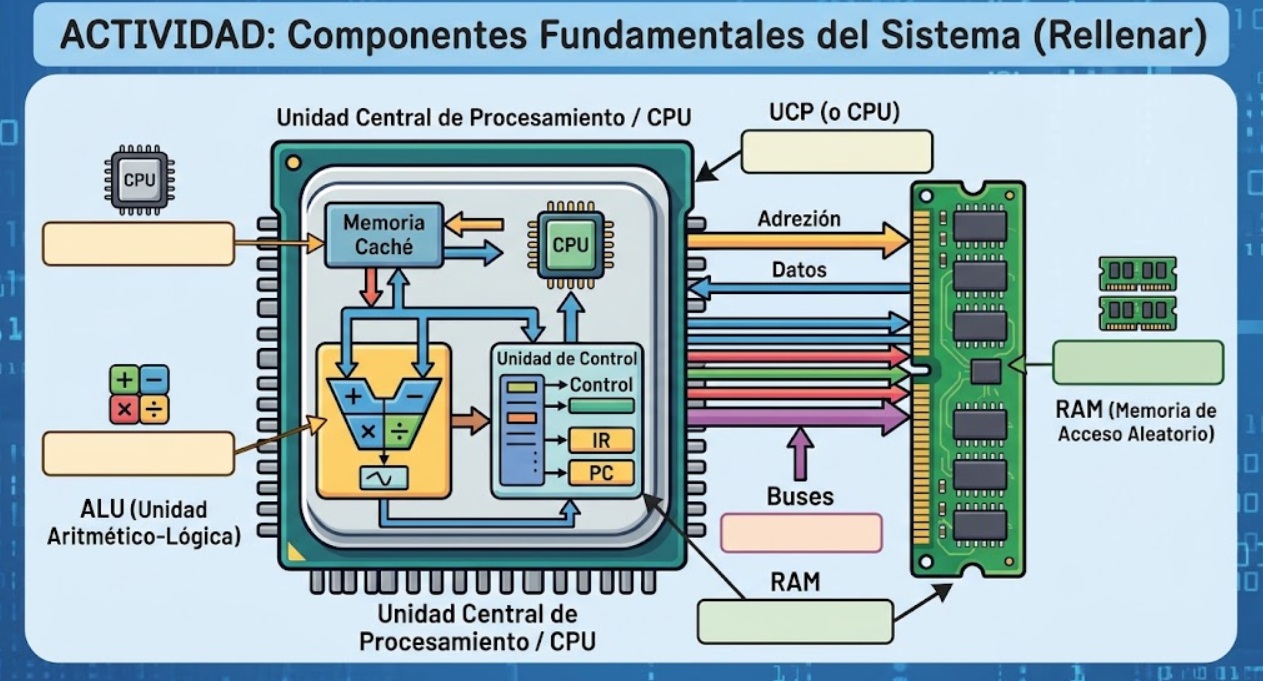 ACTIVIDAD: Componentes Fundamentales del Sistema (Rellenar)
Unidad Central de Procesamiento / CPU
UCP (o CPU)
CPU
Memoria
Caché
CPU
Adrezión
Datos
Unidad de Control
Control
IR
PC
RAM (Memoria de
Acceso Aleatorio)
ALU (Unidad
Aritmético-Lógica)
Buses
RAM
Unidad Central de
Procesamiento / CPU